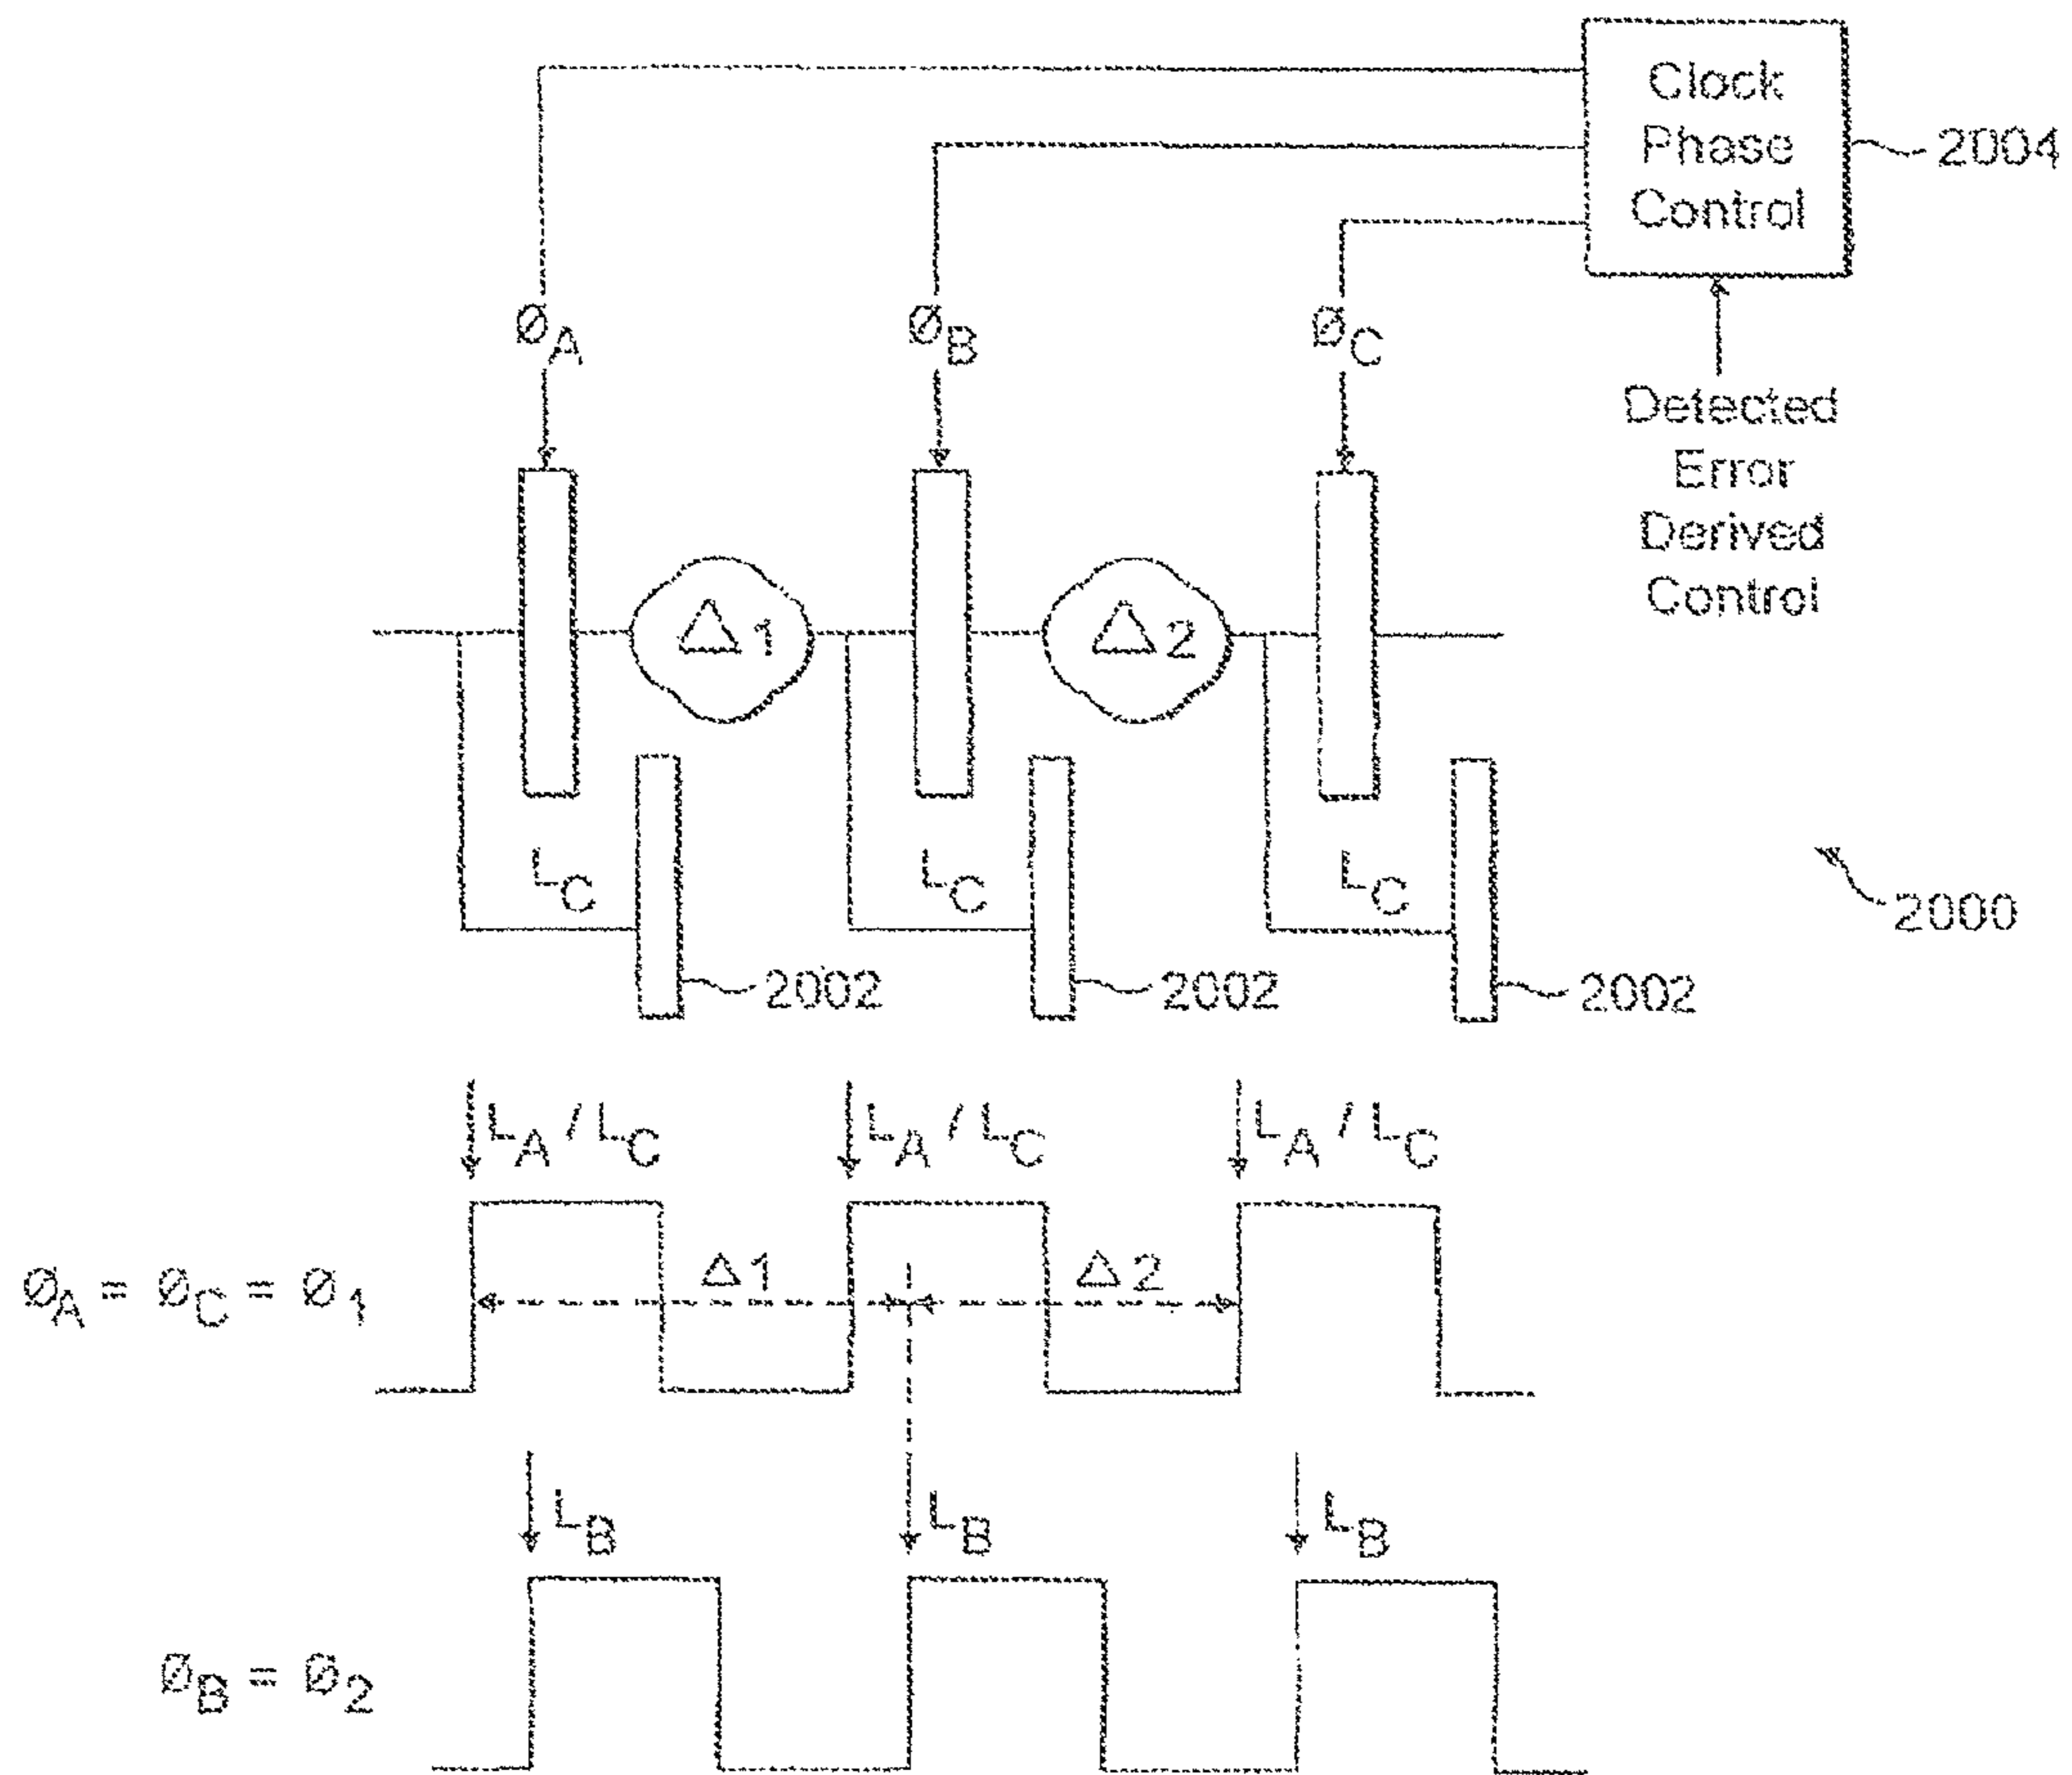 Clock
Phase
Control
2004
ØA
ØB
ØC
Detected
Error
Derived
Control
Δ1
Δ2
LC
LC
LC
2000
2002
2002
2002
LA / LC
LA / LC
LA / LC
Δ1
Δ2
ØA = ØC = Ø1
LB
LB
LB
ØB = Ø2